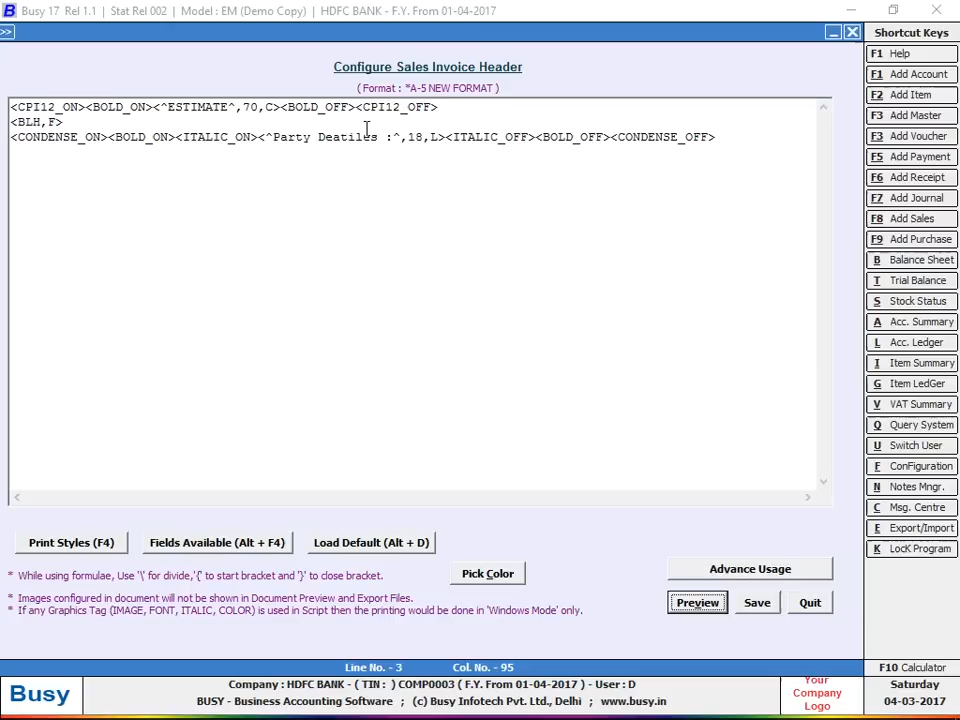 Busy 17 Rel 1.1 | Stat Rel 002 | Model : EM (Demo Copy) | HDFC BANK - F.Y. From 01-04-2017
>>
Configure Sales Invoice Header
( Format : *A-5 NEW FORMAT )
<CPI12_ON><BOLD_ON><^ESTIMATE^,70,C><BOLD_OFF><CPI12_OFF>
<BLH,F>
<CONDENSE_ON><BOLD_ON><ITALIC_ON><^Party Deatiles :^,18,L><ITALIC_OFF><BOLD_OFF><CONDENSE_OFF>
Print Styles (F4)
Fields Available (Alt + F4)
Load Default (Alt + D)
* While using formulae, Use '\' for divide,'{' to start bracket and '}' to close bracket.
Pick Color
Advance Usage
* Images configured in document will not be shown in Document Preview and Export Files.
* If any Graphics Tag (IMAGE, FONT, ITALIC, COLOR) is used in Script then the printing would be done in 'Windows Mode' only.
Preview
Save
Quit
Line No. - 3
Col. No. - 95
Shortcut Keys
F1 Help
F1 Add Account
F2 Add Item
F3 Add Master
F3 Add Voucher
F5 Add Payment
F6 Add Receipt
F7 Add Journal
F8 Add Sales
F9 Add Purchase
B Balance Sheet
T Trial Balance
S Stock Status
A Acc. Summary
L Acc. Ledger
I Item Summary
G Item LedGer
V VAT Summary
Q Query System
U Switch User
F ConFiguration
N Notes Mngr.
C Msg. Centre
E Export/Import
K LocK Program
F10 Calculator
Busy
Company : HDFC BANK - ( TIN : ) COMP0003 ( F.Y. From 01-04-2017 ) - User : D
BUSY - Business Accounting Software ; (c) Busy Infotech Pvt. Ltd., Delhi ; www.busy.in
Your
Company
Logo
Saturday
04-03-2017